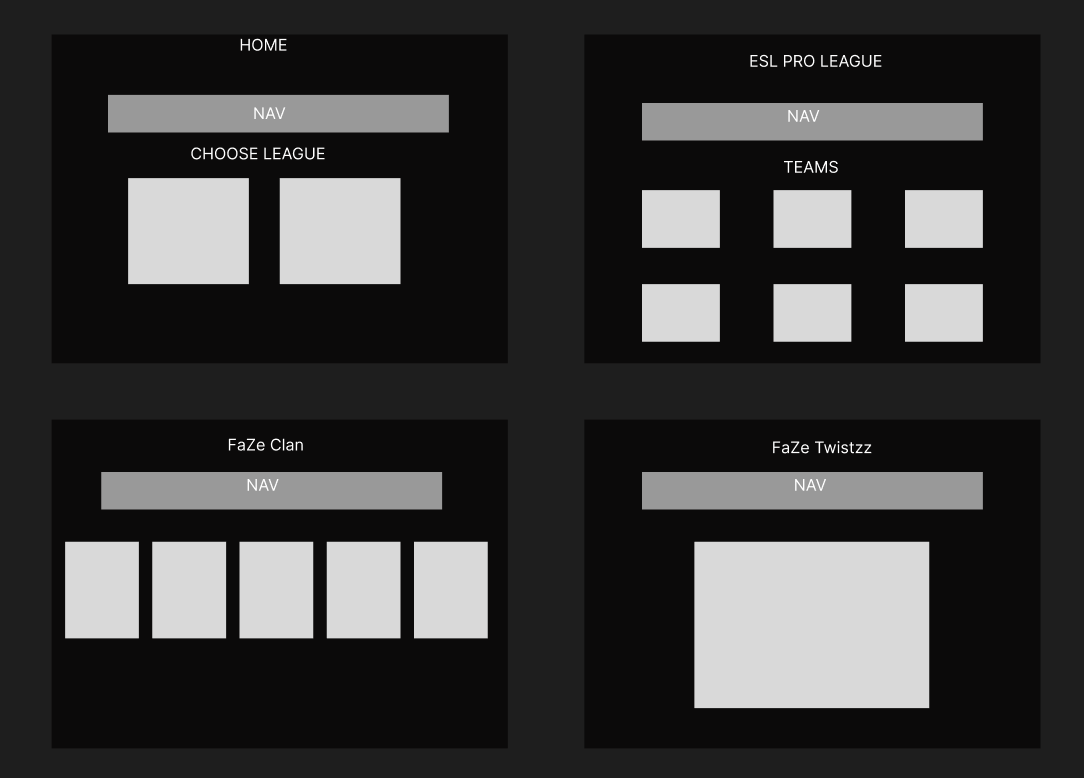 HOME
NAV
CHOOSE LEAGUE
ESL PRO LEAGUE
NAV
TEAMS
FaZe Clan
NAV
FaZe Twistzz
NAV